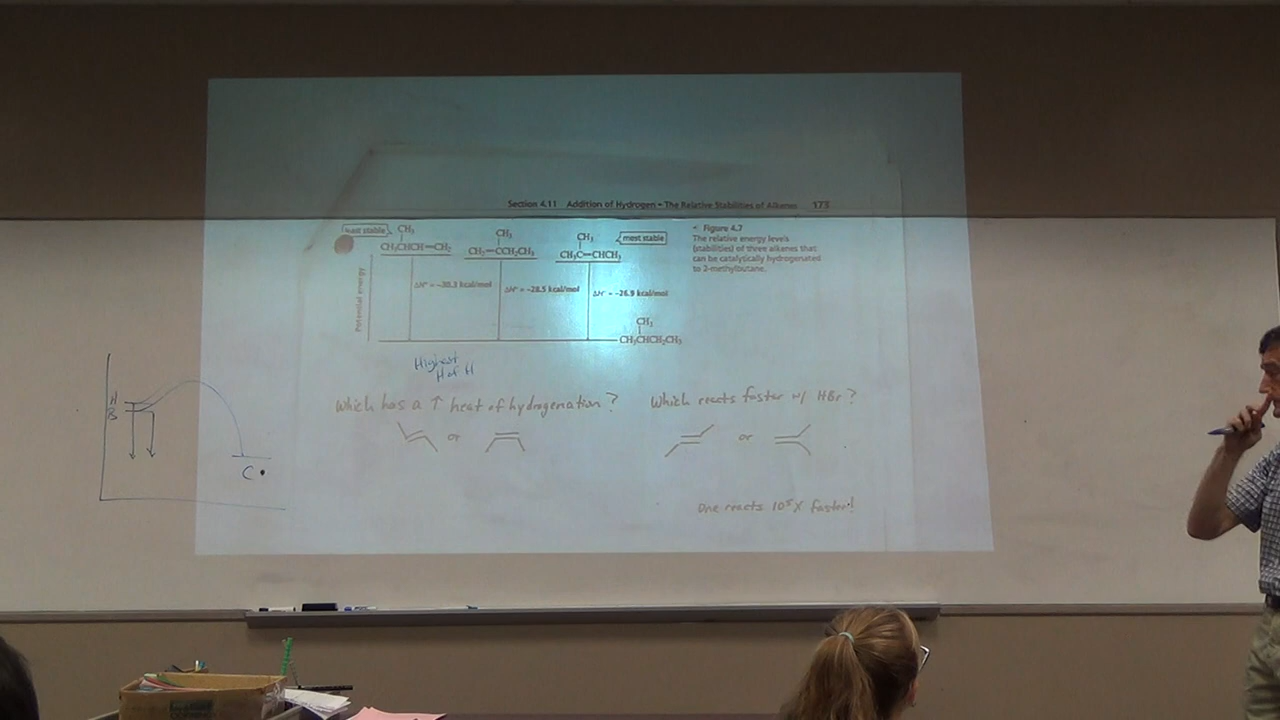 Section 4.11 Addition of Hydrogen • The Relative Stabilities of Alkenes 173
least stable
CH₃
CH₃CHCH=CH₂
CH₃
CH₂=CCH₂CH₃
CH₃
CH₃C=CHCH₃
most stable
Figure 4.7
The relative energy levels
(stabilities) of three alkenes that
can be catalytically hydrogenated
to 2-methylbutane.
Potential energy
ΔH° = −30.3 kcal/mol
ΔH° = −28.5 kcal/mol
ΔH° = −26.9 kcal/mol
CH₃
CH₃CHCH₂CH₃
Highest
H of H
Which has a ↑ heat of hydrogenation?
or
Which reacts faster w/ HBr?
or
One reacts 10⁵ X faster!
C